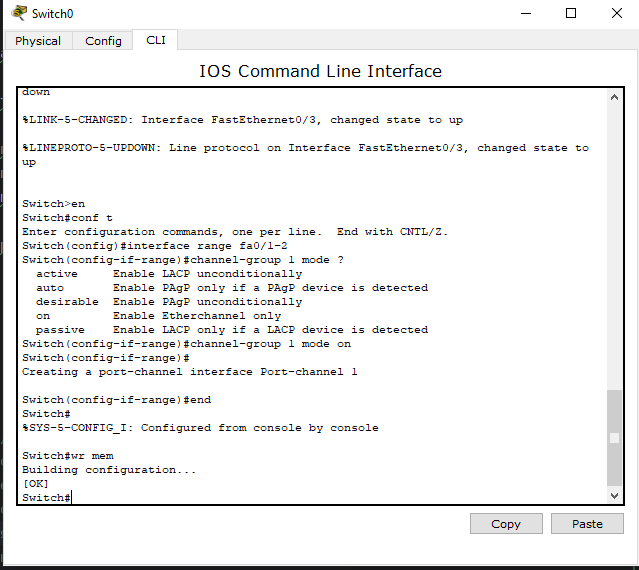 Switch0
Physical Config CLI
IOS Command Line Interface
down
%LINK-5-CHANGED: Interface FastEthernet0/3, changed state to up
%LINEPROTO-5-UPDOWN: Line protocol on Interface FastEthernet0/3, changed state to
up
Switch>en
Switch#conf t
Enter configuration commands, one per line.  End with CNTL/Z.
Switch(config)#interface range fa0/1-2
Switch(config-if-range)#channel-group 1 mode ?
  active     Enable LACP unconditionally
  auto       Enable PAgP only if a PAgP device is detected
  desirable  Enable PAgP unconditionally
  on         Enable Etherchannel only
  passive    Enable LACP only if a LACP device is detected
Switch(config-if-range)#channel-group 1 mode on
Switch(config-if-range)#
Creating a port-channel interface Port-channel 1
Switch(config-if-range)#end
Switch#
%SYS-5-CONFIG_I: Configured from console by console
Switch#wr mem
Building configuration...
[OK]
Switch#
Copy Paste